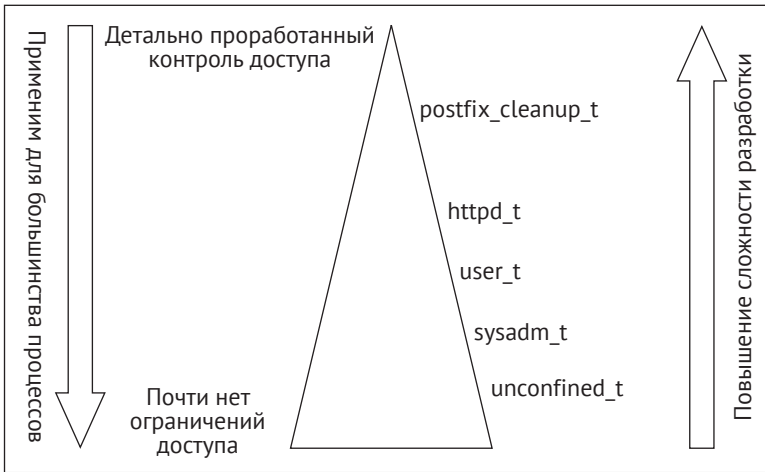 Применим для большинства процессов
Детально проработанный
контроль доступа
postfix_cleanup_t
httpd_t
user_t
sysadm_t
unconfined_t
Почти нет
ограничений
доступа
Повышение сложности разработки